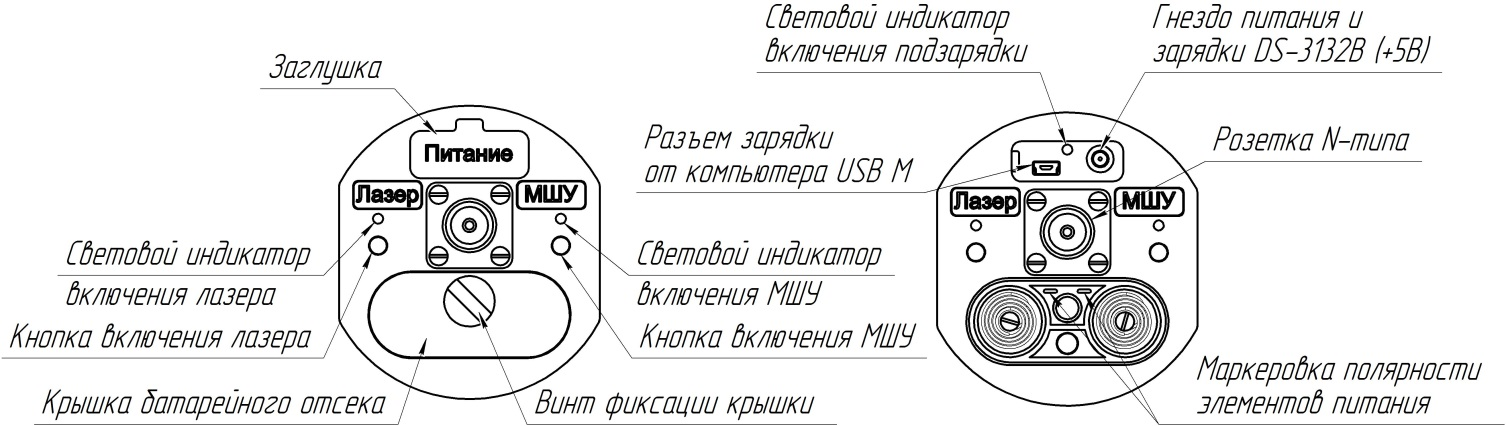 Заглушка
Питание
Лазер
МШУ
Световой индикатор
включения лазера
Кнопка включения лазера
Крышка батарейного отсека
Световой индикатор
включения МШУ
Кнопка включения МШУ
Винт фиксации крышки
Световой индикатор
включения подзарядки
Гнездо питания и
зарядки DS-3132B (+5В)
Разъем зарядки
от компьютера USB M
Розетка N-типа
Лазер
МШУ
Маркеровка полярности
элементов питания